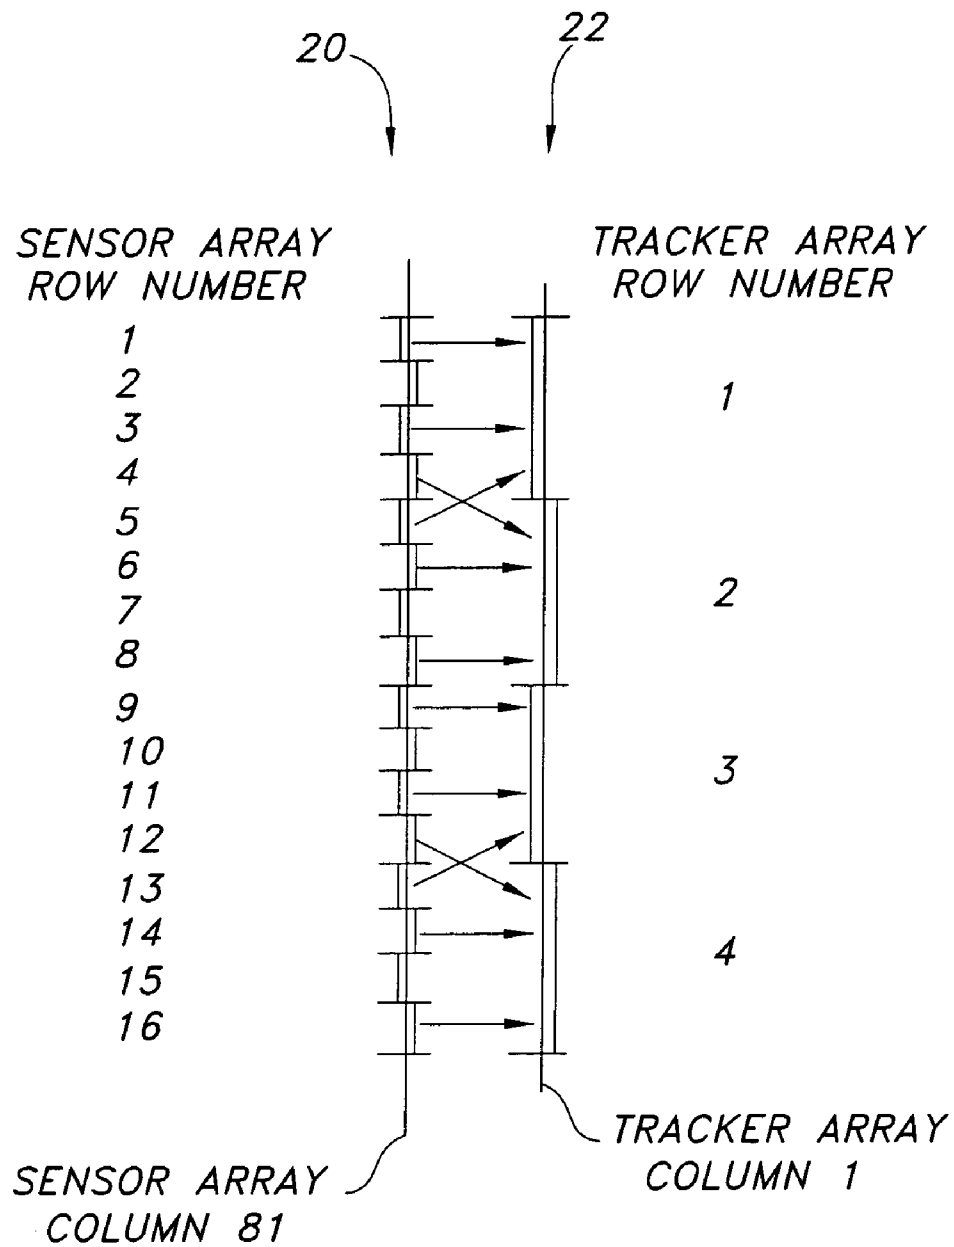 20
22
SENSOR ARRAY
ROW NUMBER
TRACKER ARRAY
ROW NUMBER
1
2
3
4
5
6
7
8
9
10
11
12
13
14
15
16
1
2
3
4
TRACKER ARRAY
COLUMN 1
SENSOR ARRAY
COLUMN 81